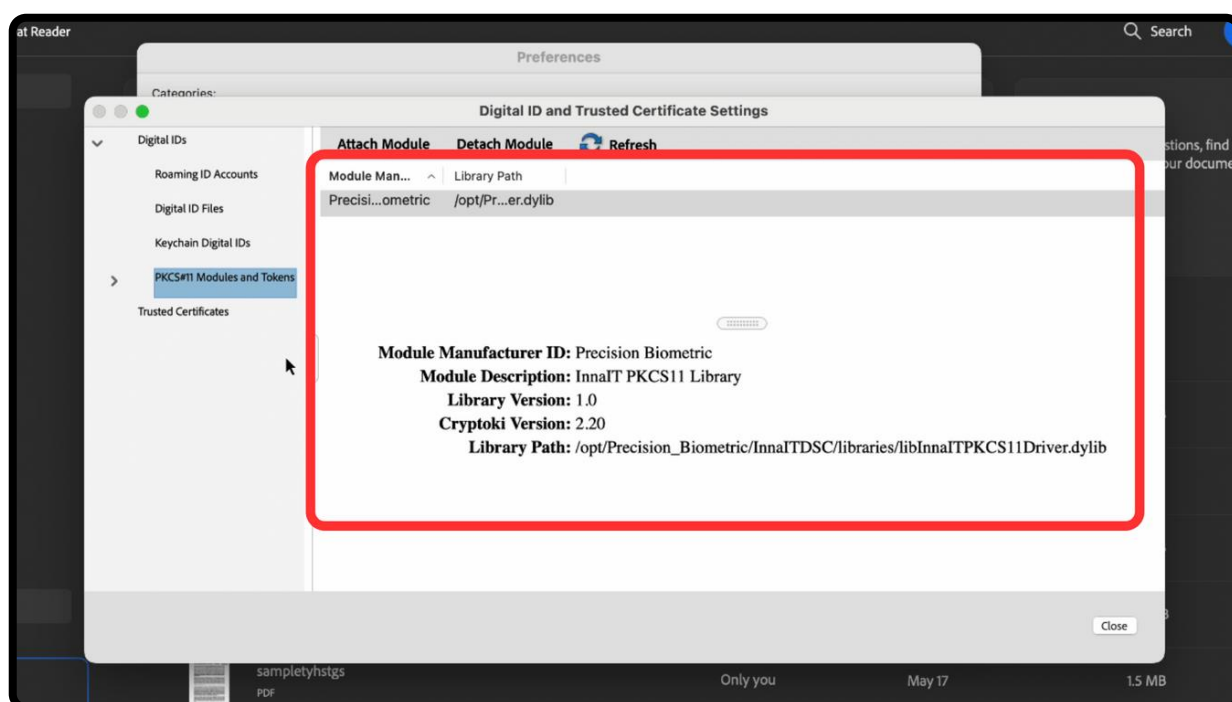 at Reader
Search
Preferences
Categories:
Digital ID and Trusted Certificate Settings
Digital IDs
Roaming ID Accounts
Digital ID Files
Keychain Digital IDs
PKCS#11 Modules and Tokens
Trusted Certificates
Attach Module Detach Module Refresh
Module Man... Library Path
Precisi...ometric /opt/Pr...er.dylib
Module Manufacturer ID: Precision Biometric
Module Description: InnaIT PKCS11 Library
Library Version: 1.0
Cryptoki Version: 2.20
Library Path: /opt/Precision_Biometric/InnaITDSC/libraries/libInnaITPKCS11Driver.dylib
stions, find
our docume
Close
sampletyhstgs
PDF
Only you May 17 1.5 MB